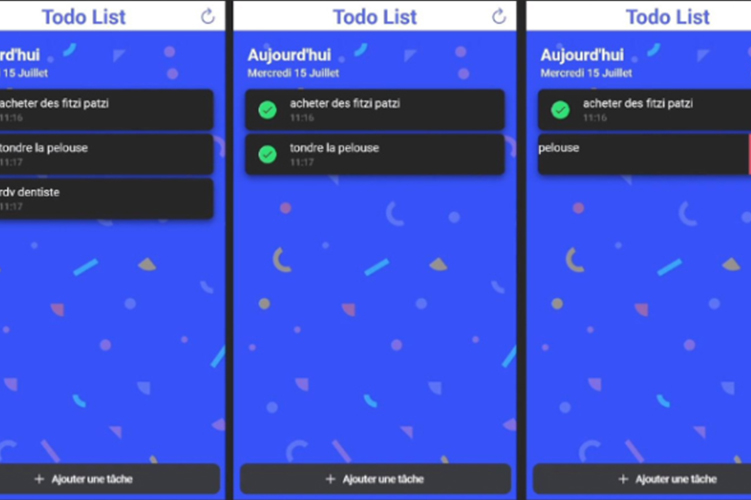 Todo List
rd'hui
15 Juillet
acheter des fitzi patzi
11:16
tondre la pelouse
11:17
rdv dentiste
11:17
+ Ajouter une tâche
Todo List
Aujourd'hui
Mercredi 15 Juillet
acheter des fitzi patzi
11:16
tondre la pelouse
11:17
+ Ajouter une tâche
Todo List
Aujourd'hui
Mercredi 15 Juillet
acheter des fitzi patzi
11:16
pelouse
+ Ajouter une tâche